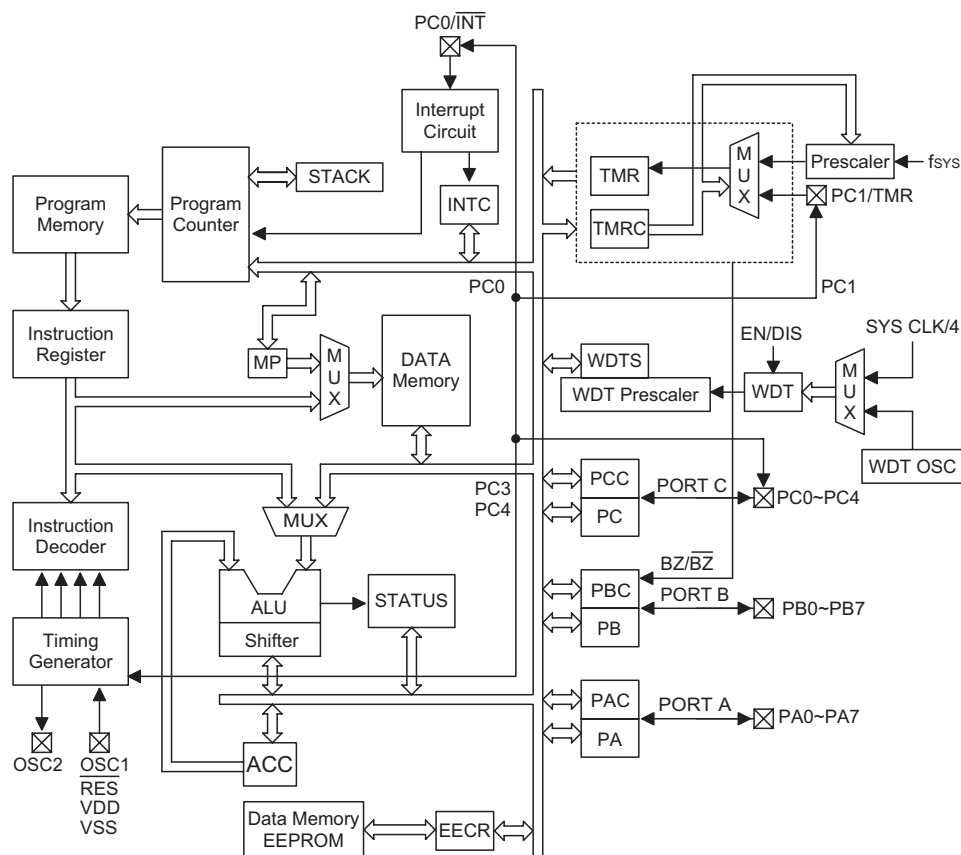 PC0/INT
Interrupt
Circuit
STACK
INTC
Program
Memory
Program
Counter
TMR
TMRC
MUX
Prescaler
fSYS
PC1/TMR
PC0
PC1
Instruction
Register
MP
MUX
DATA
Memory
WDTS
WDT Prescaler
EN/DIS
WDT
MUX
SYS CLK/4
WDT OSC
PC3
PC4
PCC
PC
PORT C
PC0~PC4
Instruction
Decoder
MUX
ALU
Shifter
STATUS
BZ/BZ
PBC
PB
PORT B
PB0~PB7
Timing
Generator
PAC
PA
PORT A
PA0~PA7
OSC2
OSC1
RES
VDD
VSS
ACC
Data Memory
EEPROM
EECR